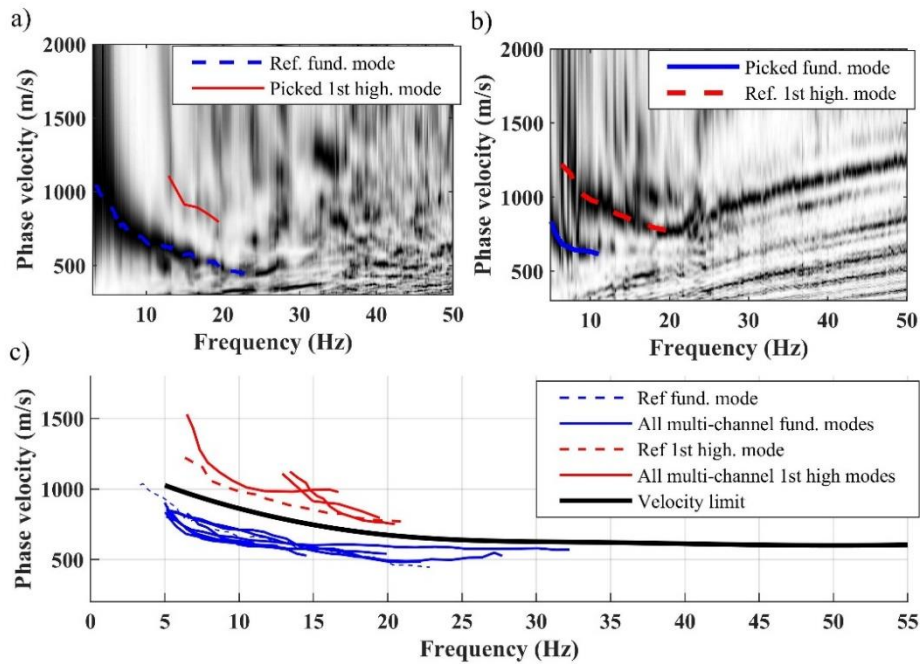 a)
2000
1500
1000
500
Phase velocity (m/s)
Ref. fund. mode
Picked 1st high. mode
10
20
30
40
50
Frequency (Hz)
b)
2000
1500
1000
500
Phase velocity (m/s)
Picked fund. mode
Ref. 1st high. mode
10
20
30
40
50
Frequency (Hz)
c)
1500
1000
500
Phase velocity (m/s)
Ref fund. mode
All multi-channel fund. modes
Ref 1st high. mode
All multi-channel 1st high modes
Velocity limit
0
5
10
15
20
25
30
35
40
45
50
55
Frequency (Hz)